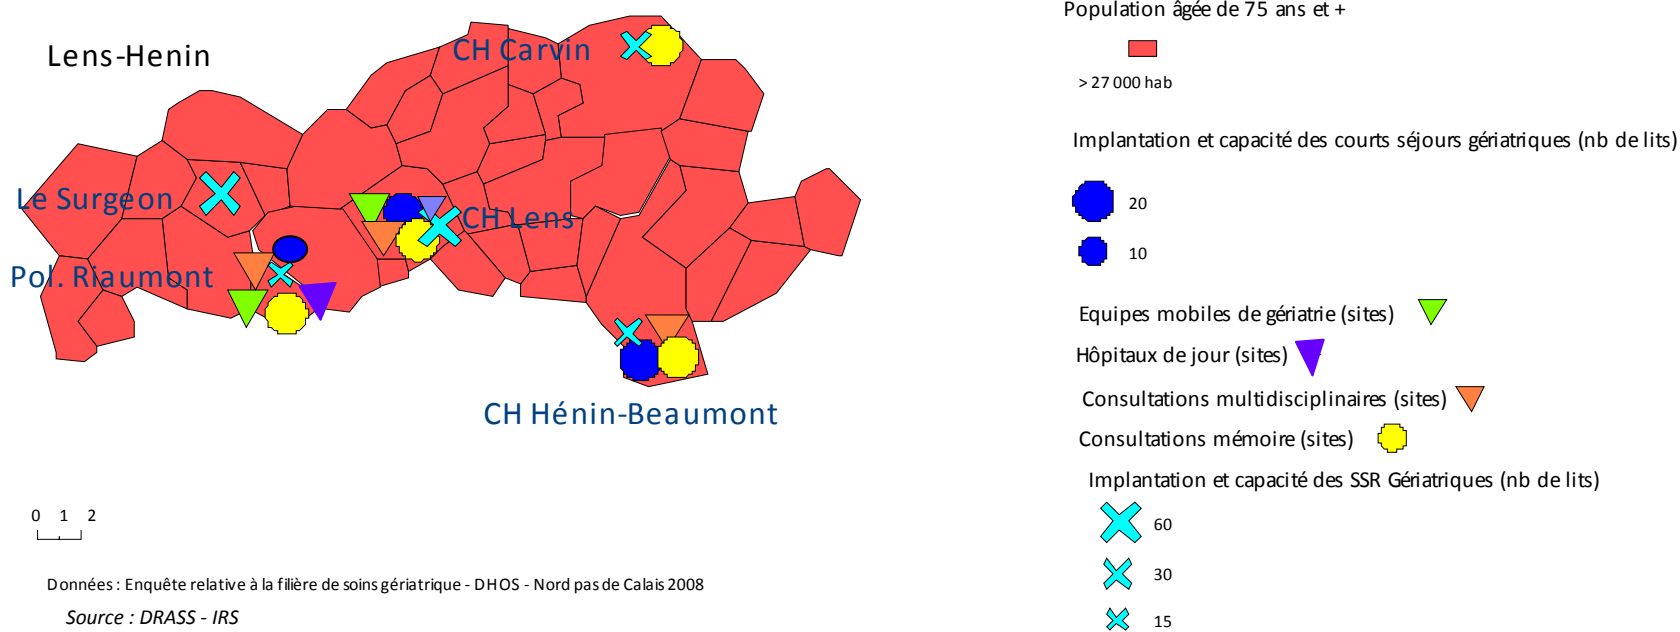 Population âgée de 75 ans et +
Lens-Henin
CH Carvin
> 27 000 hab
Implantation et capacité des courts séjours gériatriques (nb de lits)
Le Surgeon
CH Lens
20
10
Pol. Riaumont
Equipes mobiles de gériatrie (sites)
Hôpitaux de jour (sites)
Consultations multidisciplinaires (sites)
CH Hénin-Beaumont
Consultations mémoire (sites)
Implantation et capacité des SSR Gériatriques (nb de lits)
0 1 2
60
30
15
Données : Enquête relative à la filière de soins gériatrique - DHOS - Nord pas de Calais 2008
Source : DRASS - IRS